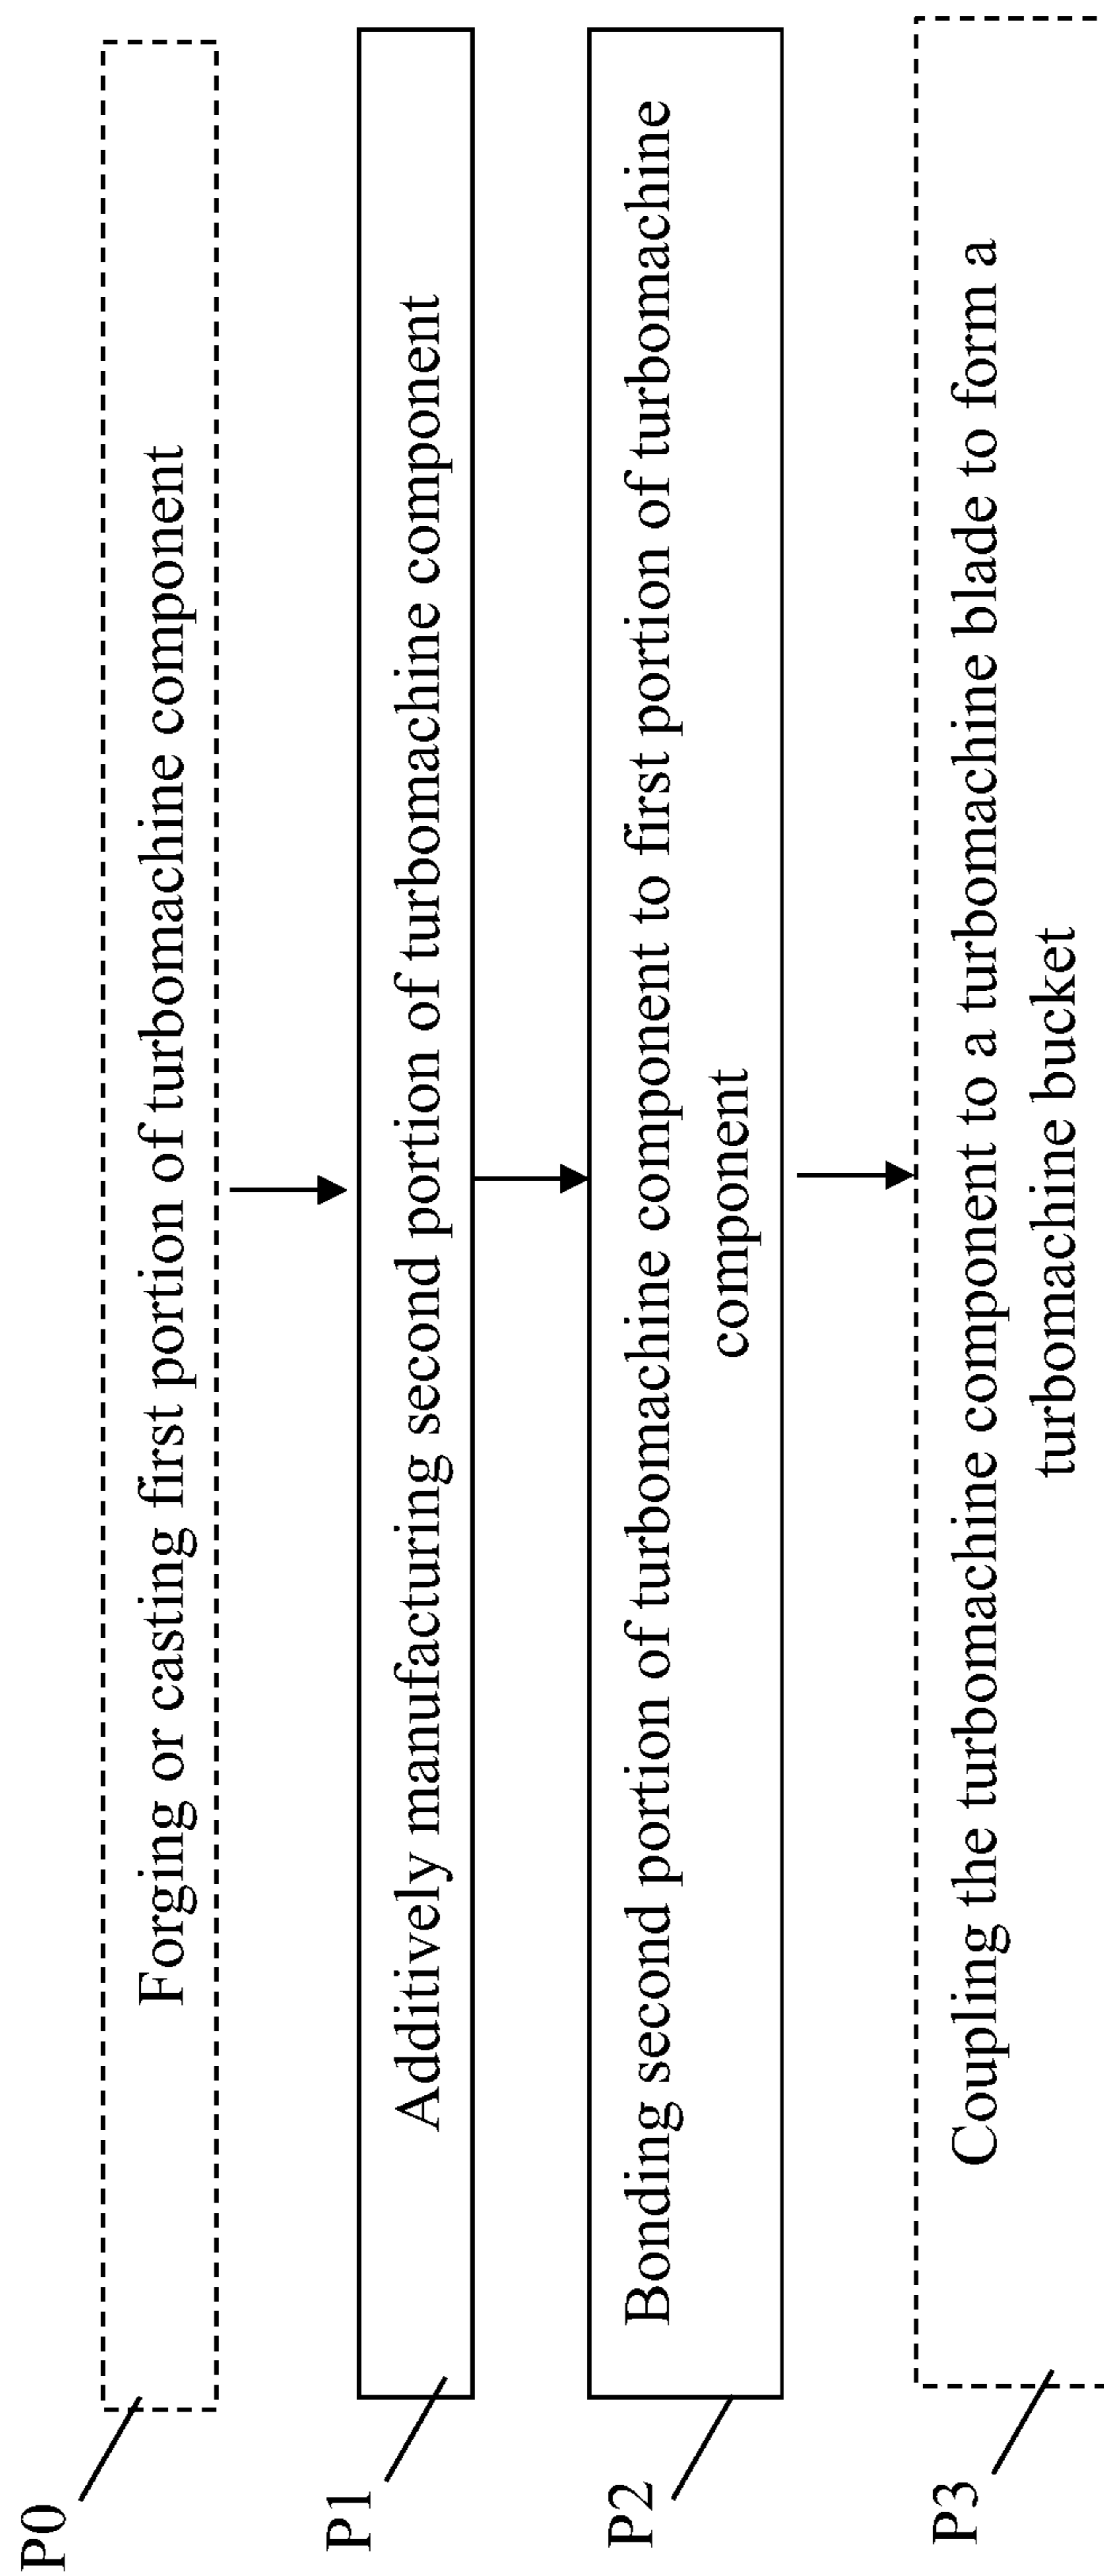 P0
Forging or casting first portion of turbomachine component
P1
Additively manufacturing second portion of turbomachine component
P2
Bonding second portion of turbomachine component to first portion of turbomachine
component
P3
Coupling the turbomachine component to a turbomachine blade to form a
turbomachine bucket